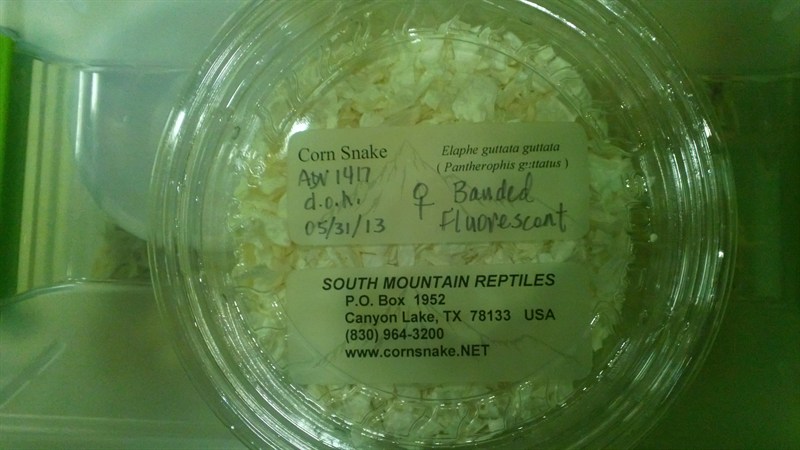 Corn Snake
Elaphe guttata guttata
( Pantherophis guttatus )
ADV 1417
d.o.h.
05/31/13
♀ Banded
Fluorescent
SOUTH MOUNTAIN REPTILES
P.O. Box 1952
Canyon Lake, TX 78133 USA
(830) 964-3200
www.cornsnake.NET